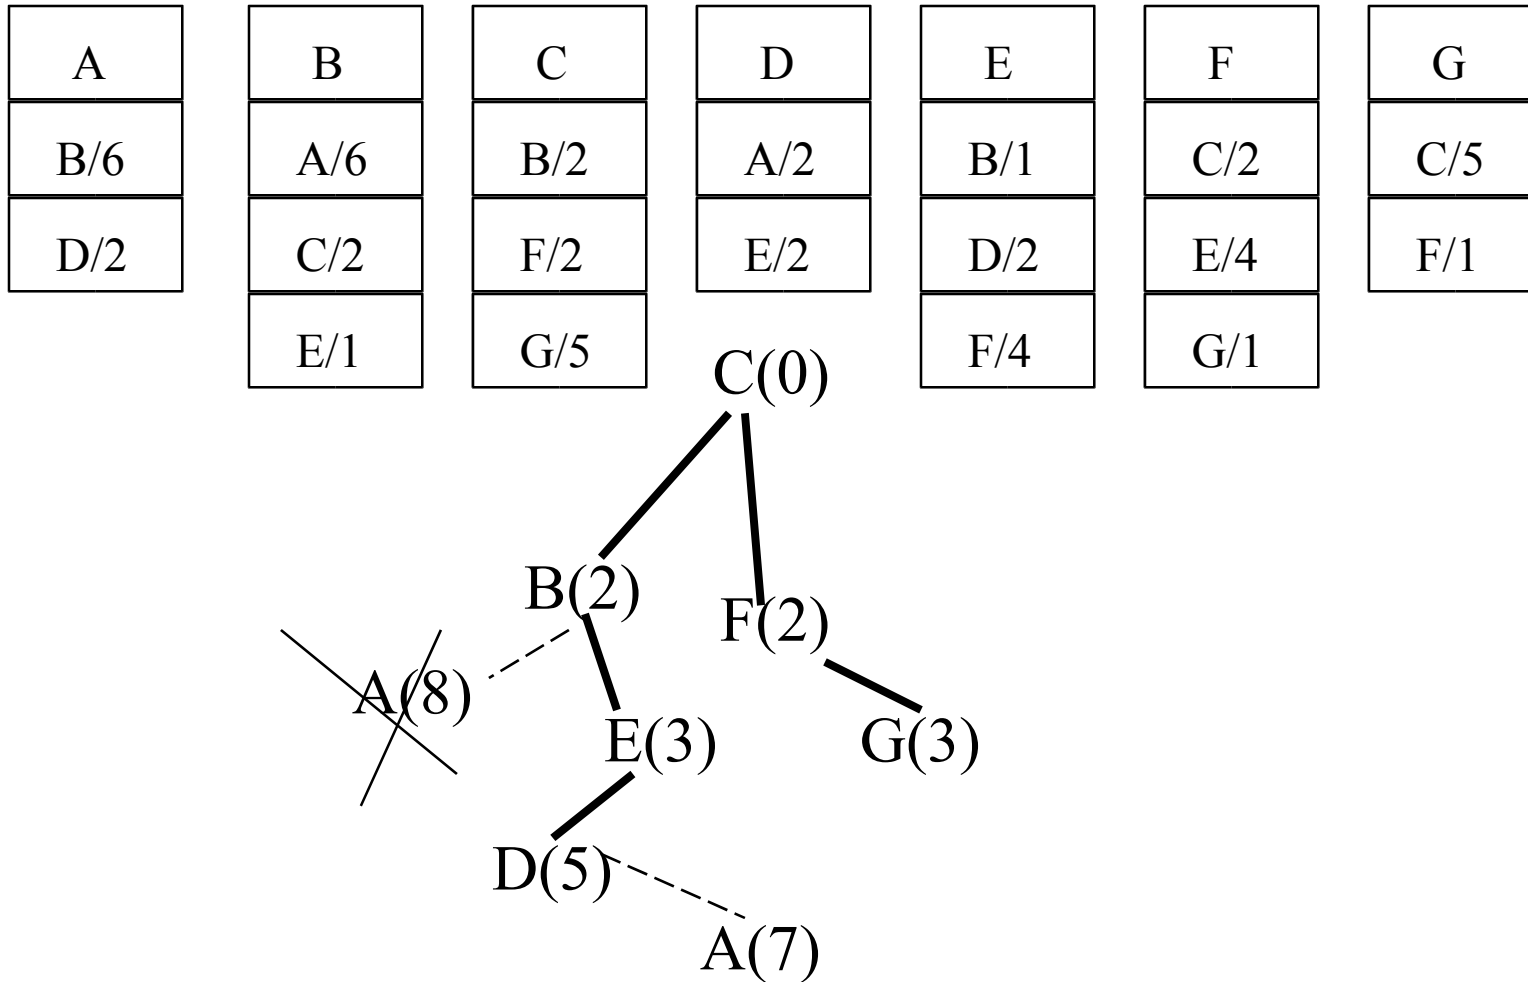 A B C D E F G
B/6 A/6 B/2 A/2 B/1 C/2 C/5
D/2 C/2 F/2 E/2 D/2 E/4 F/1
E/1 G/5 F/4 G/1
C(0)
B(2) F(2)
A(8)
E(3) G(3)
D(5)
A(7)